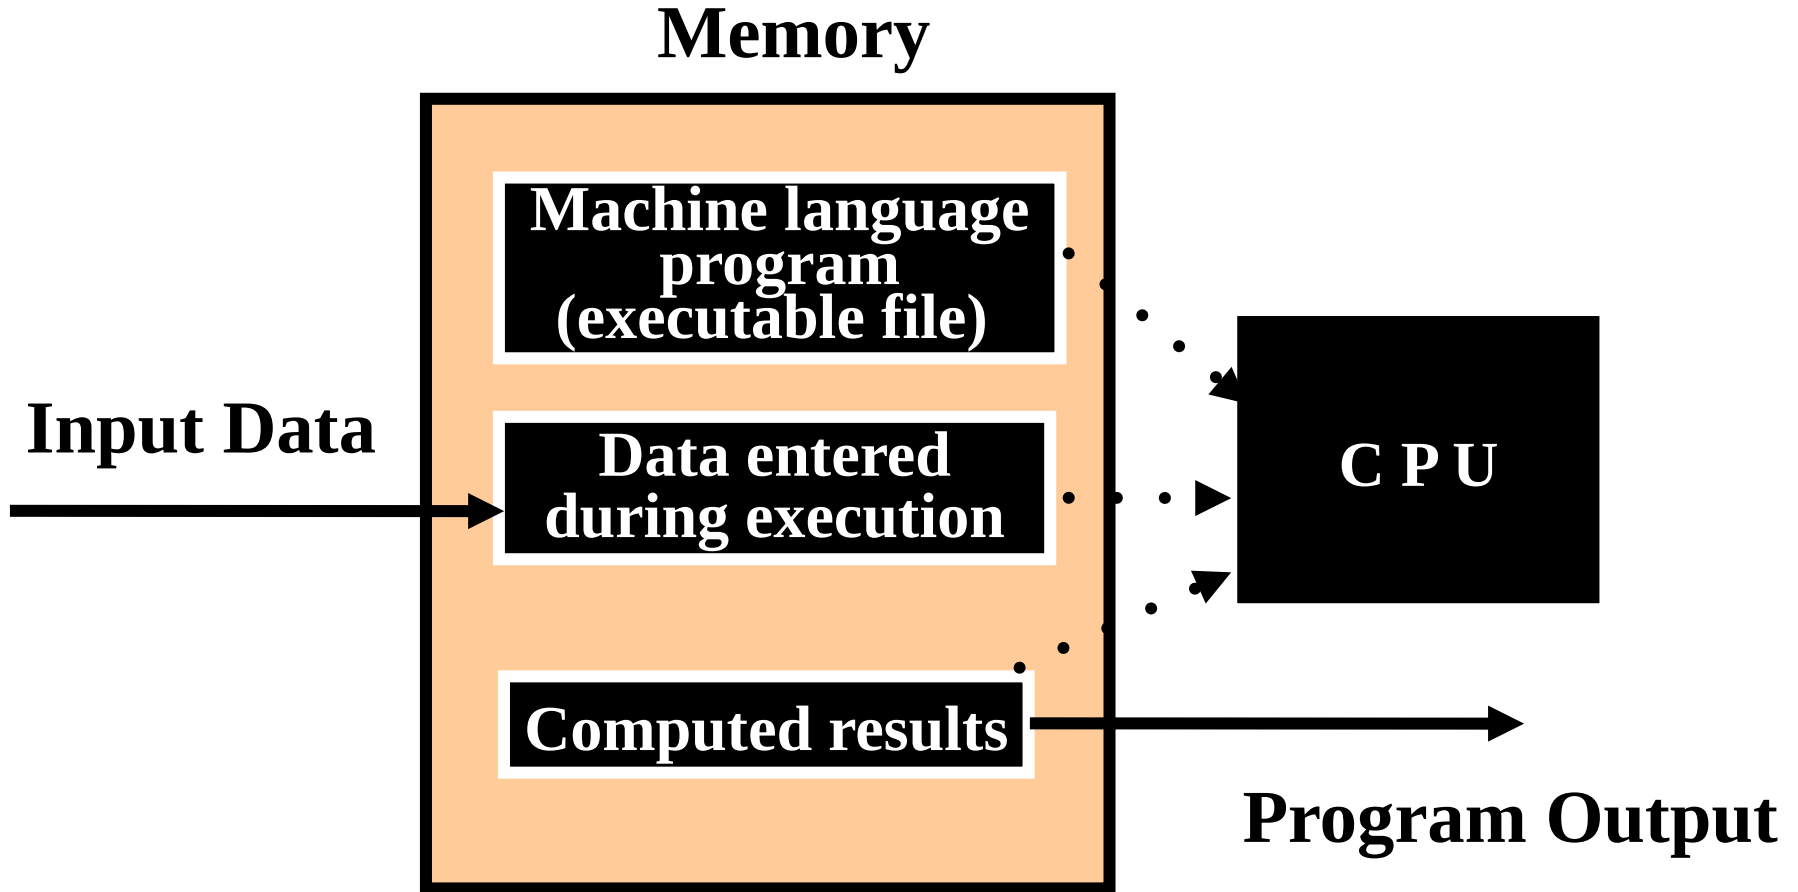 Memory
Machine language
program
(executable file)
Input Data
Data entered
during execution
C P U
Computed results
Program Output